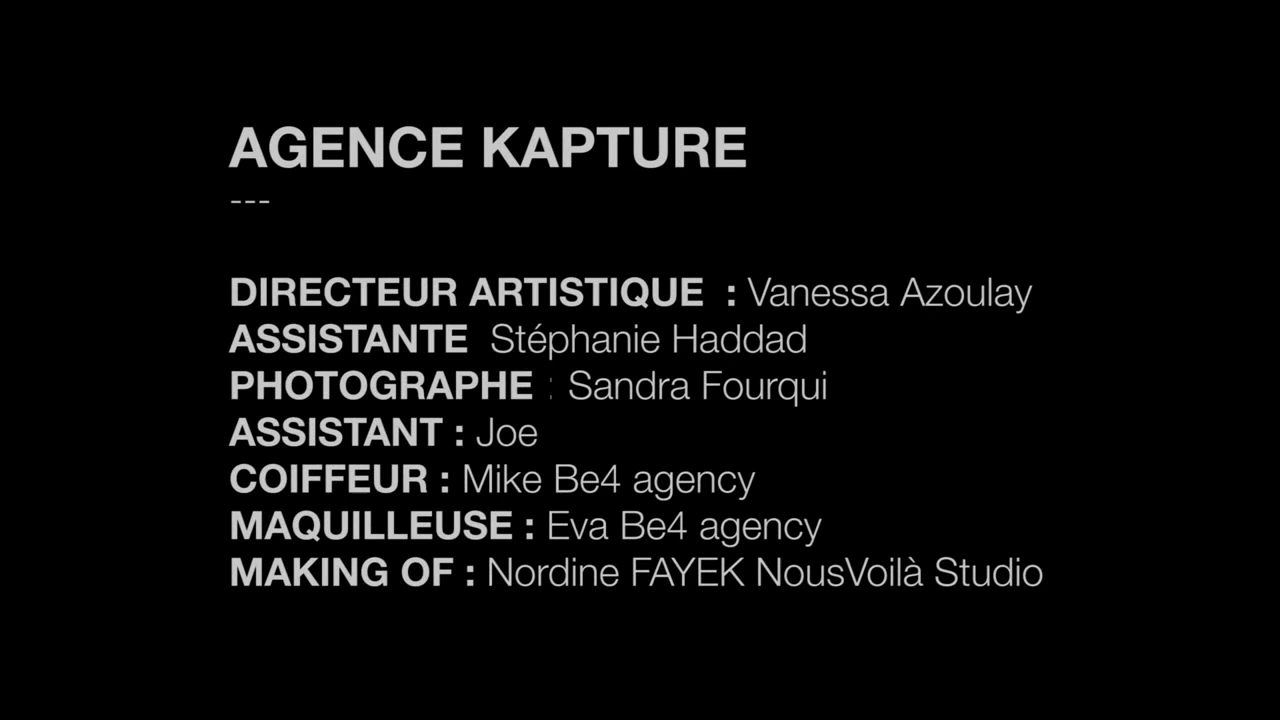 AGENCE KAPTURE
---
DIRECTEUR ARTISTIQUE  : Vanessa Azoulay
ASSISTANTE  Stéphanie Haddad
PHOTOGRAPHE : Sandra Fourqui
ASSISTANT : Joe
COIFFEUR : Mike Be4 agency
MAQUILLEUSE : Eva Be4 agency
MAKING OF : Nordine FAYEK NousVoilà Studio